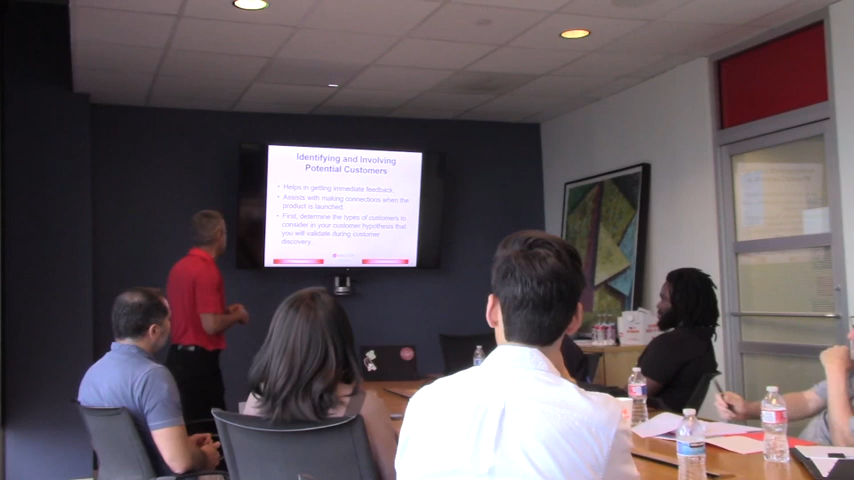 Identifying and Involving
Potential Customers
• Helps in getting immediate feedback.
• Assists with making connections when the
product is launched.
• First, determine the types of customers to
consider in your customer hypothesis that
you will validate during customer
discovery.